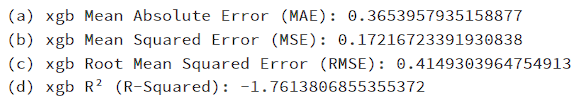 (a) xgb Mean Absolute Error (MAE): 0.3653957935158877
(b) xgb Mean Squared Error (MSE): 0.17216723391930838
(c) xgb Root Mean Squared Error (RMSE): 0.4149303964754913
(d) xgb R² (R-Squared): -1.7613806855355372